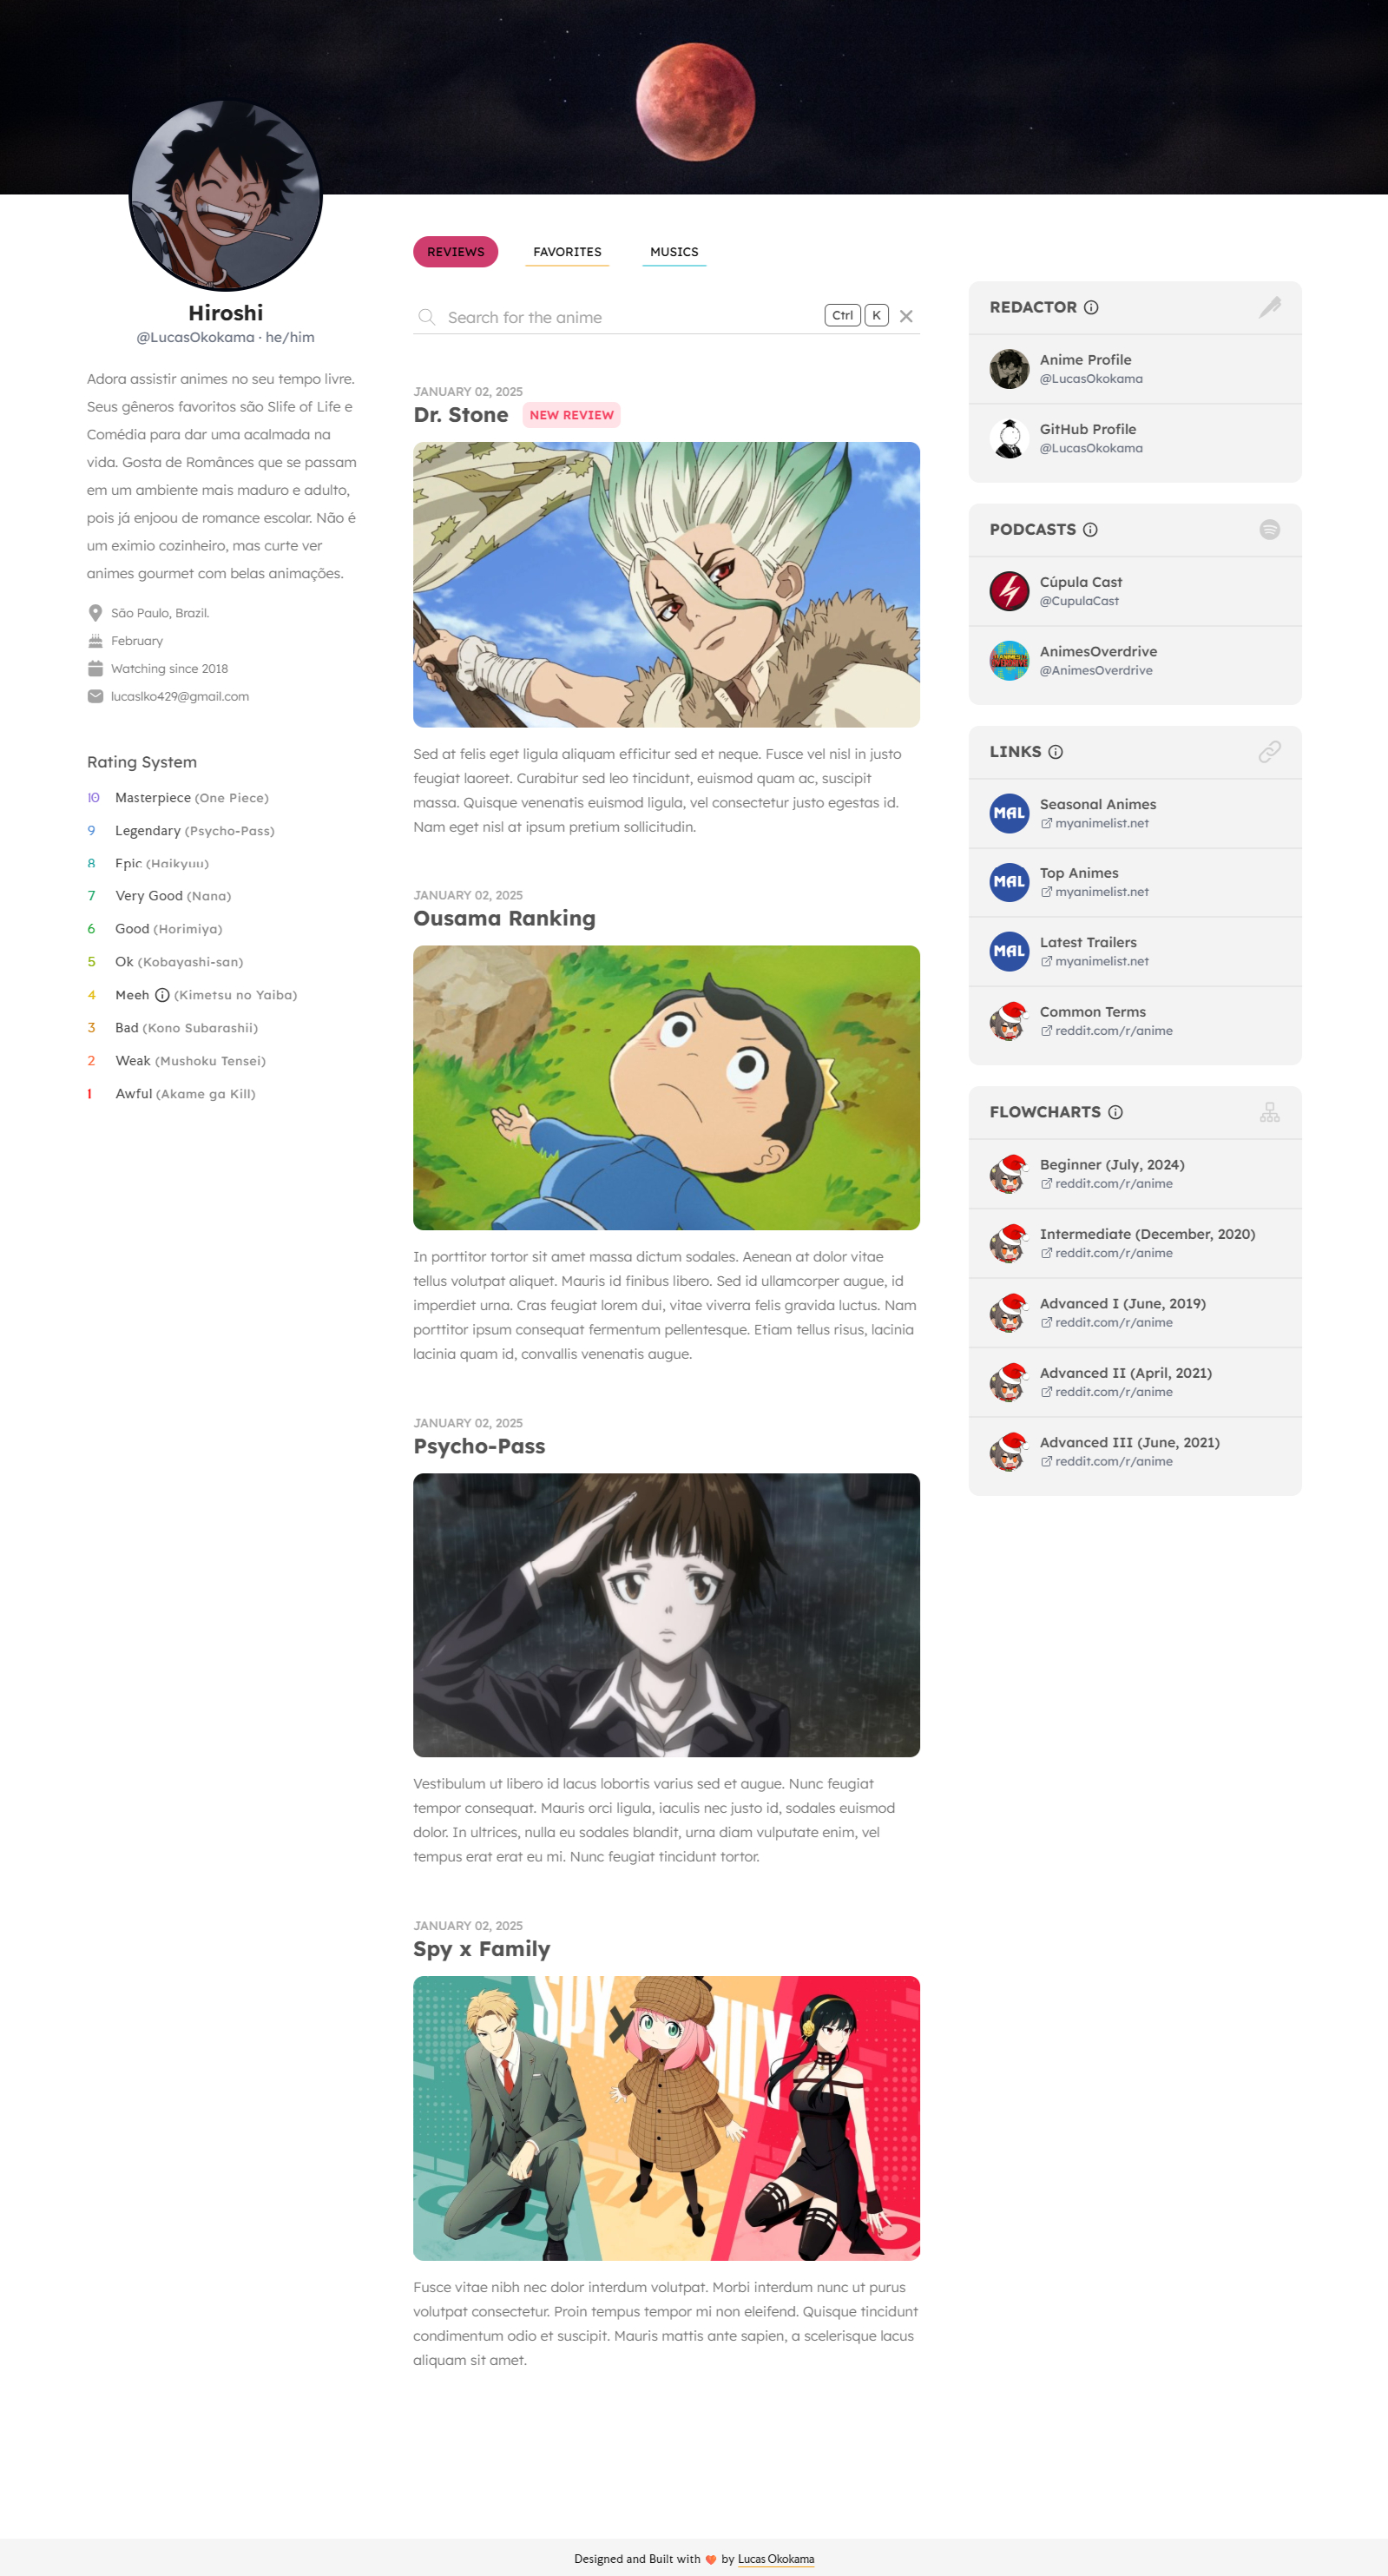 Hiroshi
@LucasOkokama · he/him
Adora assistir animes no seu tempo livre.
Seus gêneros favoritos são Slife of Life e
Comédia para dar uma acalmada na
vida. Gosta de Românces que se passam
em um ambiente mais maduro e adulto,
pois já enjoou de romance escolar. Não é
um eximio cozinheiro, mas curte ver
animes gourmet com belas animações.
São Paulo, Brazil.
February
Watching since 2018
lucaslko429@gmail.com
Rating System
10 Masterpiece (One Piece)
9 Legendary (Psycho-Pass)
8 Epic (Haikyuu)
7 Very Good (Nana)
6 Good (Horimiya)
5 Ok (Kobayashi-san)
4 Meeh (Kimetsu no Yaiba)
3 Bad (Kono Subarashii)
2 Weak (Mushoku Tensei)
1 Awful (Akame ga Kill)
REVIEWS FAVORITES MUSICS
Search for the anime Ctrl K
JANUARY 02, 2025
Dr. Stone NEW REVIEW
Sed at felis eget ligula aliquam efficitur sed et neque. Fusce vel nisl in justo
feugiat laoreet. Curabitur sed leo tincidunt, euismod quam ac, suscipit
massa. Quisque venenatis euismod ligula, vel consectetur justo egestas id.
Nam eget nisl at ipsum pretium sollicitudin.
JANUARY 02, 2025
Ousama Ranking
In porttitor tortor sit amet massa dictum sodales. Aenean at dolor vitae
tellus volutpat aliquet. Mauris id finibus libero. Sed id ullamcorper augue, id
imperdiet urna. Cras feugiat lorem dui, vitae viverra felis gravida luctus. Nam
porttitor ipsum consequat fermentum pellentesque. Etiam tellus risus, lacinia
lacinia quam id, convallis venenatis augue.
JANUARY 02, 2025
Psycho-Pass
Vestibulum ut libero id lacus lobortis varius sed et augue. Nunc feugiat
tempor consequat. Mauris orci ligula, iaculis nec justo id, sodales euismod
dolor. In ultrices, nulla eu sodales blandit, urna diam vulputate enim, vel
tempus erat erat eu mi. Nunc feugiat tincidunt tortor.
JANUARY 02, 2025
Spy x Family
SPY
Fusce vitae nibh nec dolor interdum volutpat. Morbi interdum nunc ut purus
volutpat consectetur. Proin tempus tempor mi non eleifend. Quisque tincidunt
condimentum odio et suscipit. Mauris mattis ante sapien, a scelerisque lacus
aliquam sit amet.
REDACTOR
Anime Profile
@LucasOkokama
GitHub Profile
@LucasOkokama
PODCASTS
Cúpula Cast
@CupulaCast
AnimesOverdrive
@AnimesOverdrive
LINKS
MAL
Seasonal Animes
myanimelist.net
MAL
Top Animes
myanimelist.net
MAL
Latest Trailers
myanimelist.net
Common Terms
reddit.com/r/anime
FLOWCHARTS
Beginner (July, 2024)
reddit.com/r/anime
Intermediate (December, 2020)
reddit.com/r/anime
Advanced I (June, 2019)
reddit.com/r/anime
Advanced II (April, 2021)
reddit.com/r/anime
Advanced III (June, 2021)
reddit.com/r/anime
Designed and Built with by Lucas Okokama